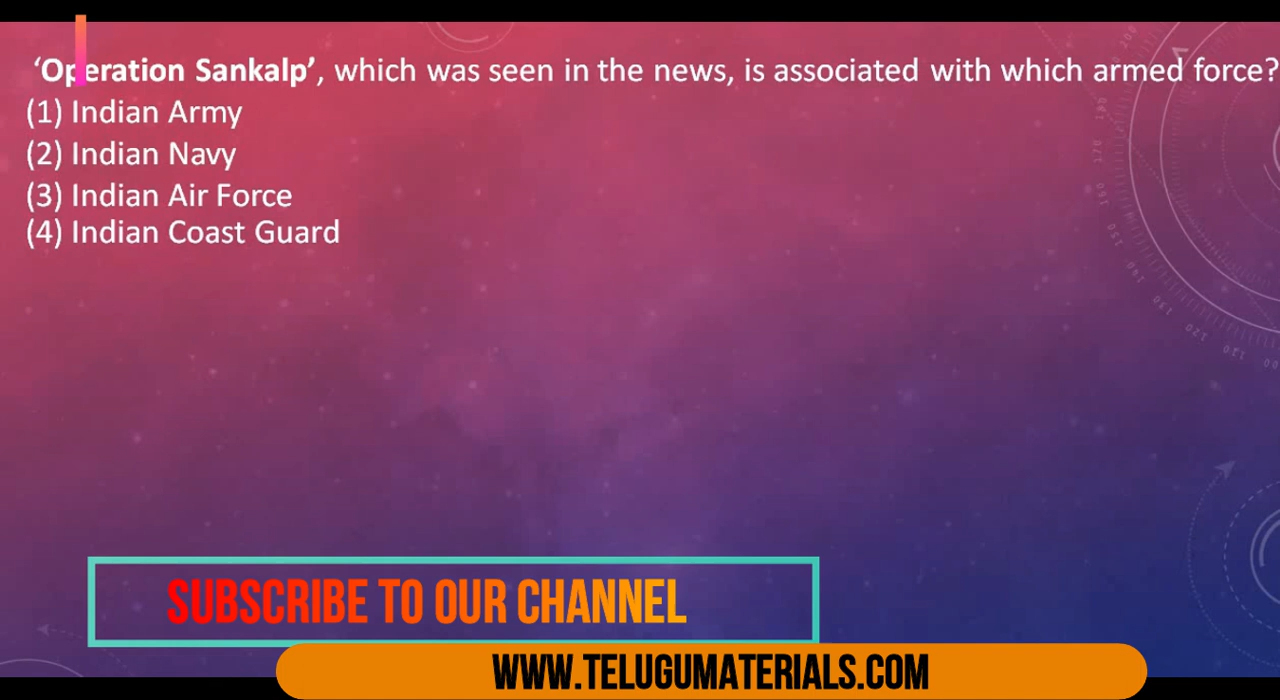 ‘Operation Sankalp’, which was seen in the news, is associated with which armed force?
(1) Indian Army
(2) Indian Navy
(3) Indian Air Force
(4) Indian Coast Guard
SUBSCRIBE TO OUR CHANNEL
WWW.TELUGUMATERIALS.COM